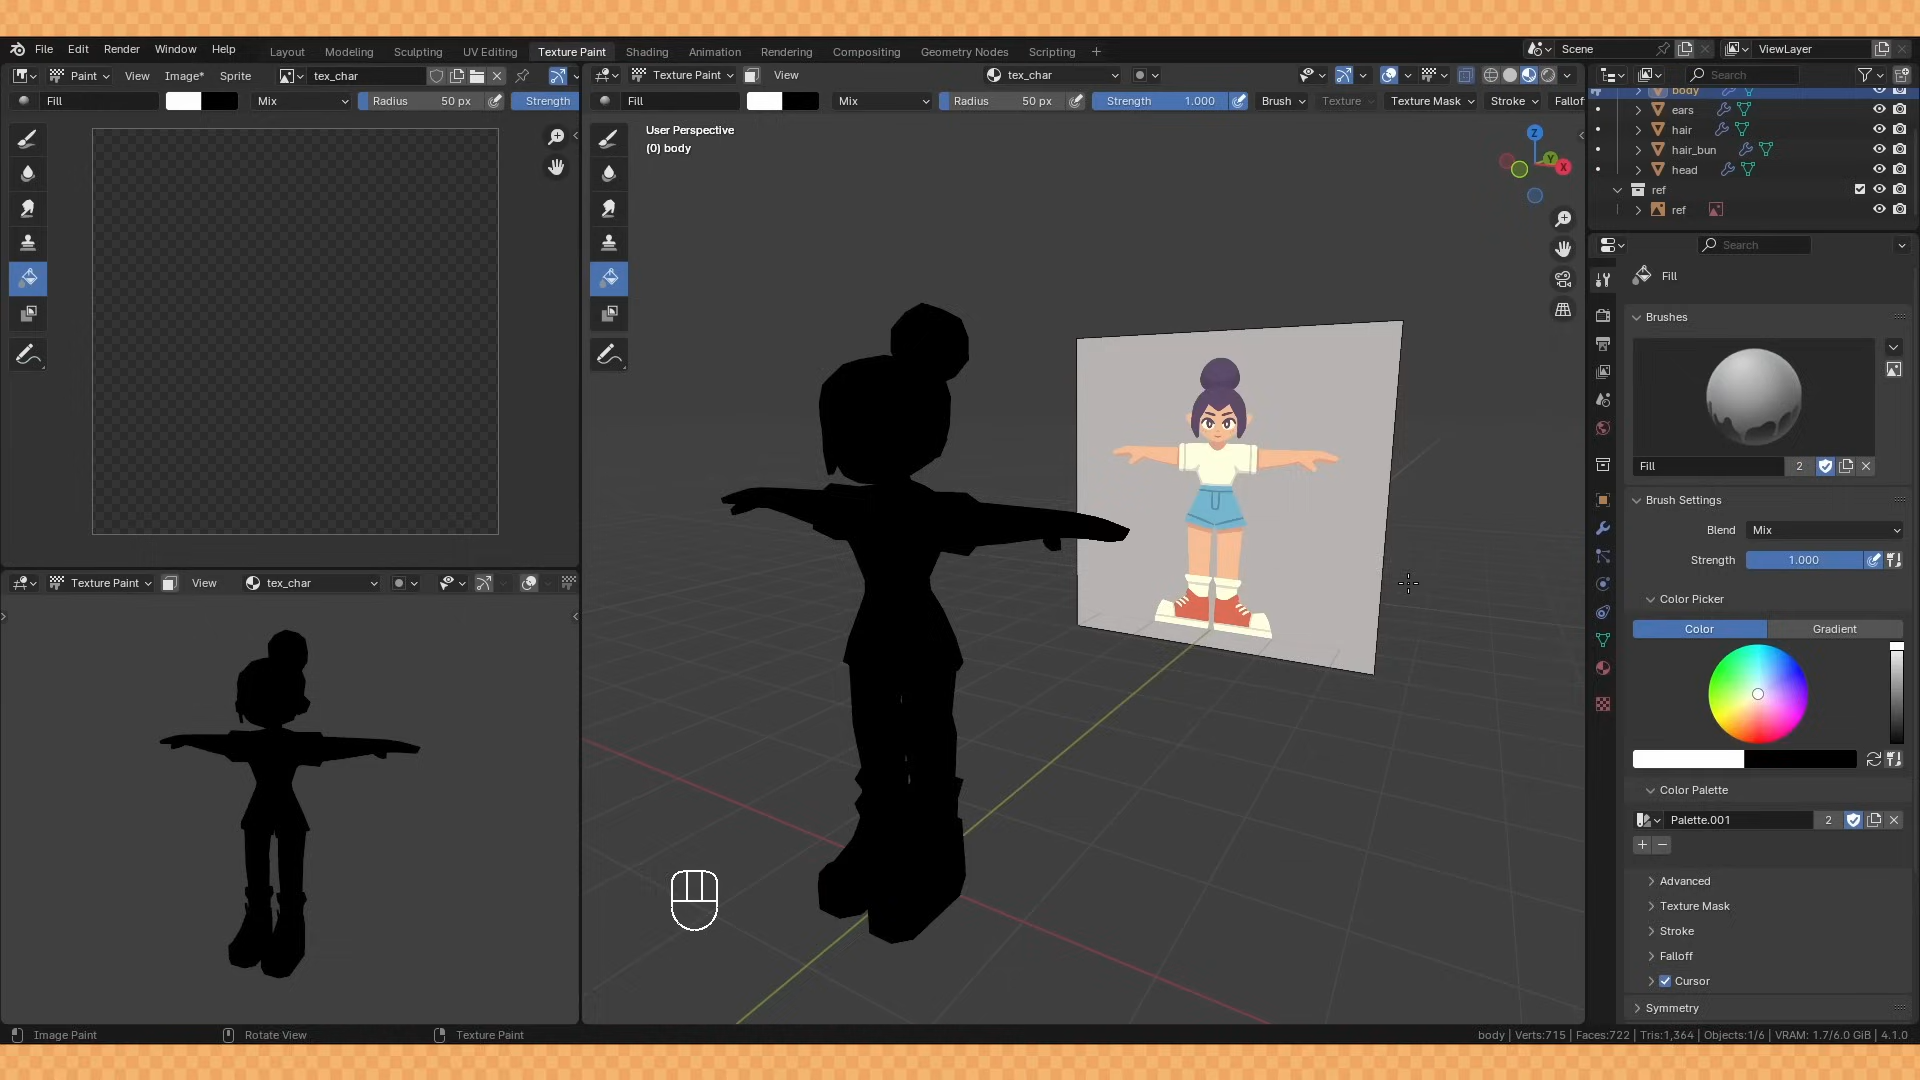 File Edit Render Window Help Layout Modeling Sculpting UV Editing Texture Paint Shading Animation Rendering Compositing Geometry Nodes Scripting + Scene ViewLayer
Paint View Image* Sprite tex_char
Texture Paint View tex_char
Search
Fill Mix Radius 50 px Strength
Fill Mix Radius 50 px Strength 1.000 Brush Texture Texture Mask Stroke Fallof
body
ears
hair
hair_bun
head
ref
ref
User Perspective
(0) body
Z
Y
X
Search
Fill
Brushes
Fill 2
Brush Settings
Blend Mix
Strength 1.000
Color Picker
Color Gradient
Color Palette
Palette.001 2
Advanced
Texture Mask
Stroke
Falloff
Cursor
Symmetry
Texture Paint View tex_char
Image Paint Rotate View Texture Paint
body | Verts:715 | Faces:722 | Tris:1,364 | Objects:1/6 | VRAM: 1.7/6.0 GiB | 4.1.0